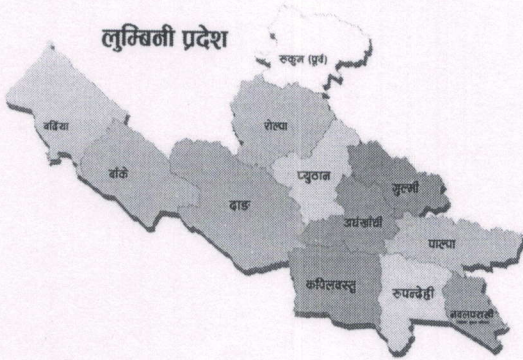 लुम्बिनी प्रदेश
रुकुम (पूर्व)
बर्दिया
रोल्पा
बाँके
प्यूठान
गुल्मी
दाङ
अर्घाखाँची
पाल्पा
कपिलवस्तु
रुपन्देही
नवलपरासी